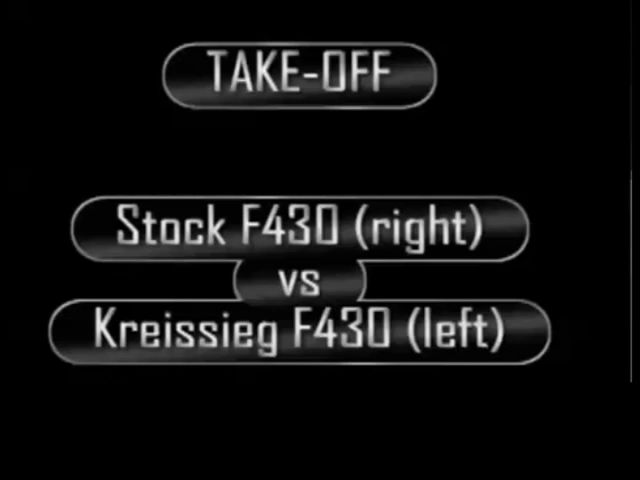 TAKE-OFF
Stock F430 (right)
vs
Kreissieg F430 (left)